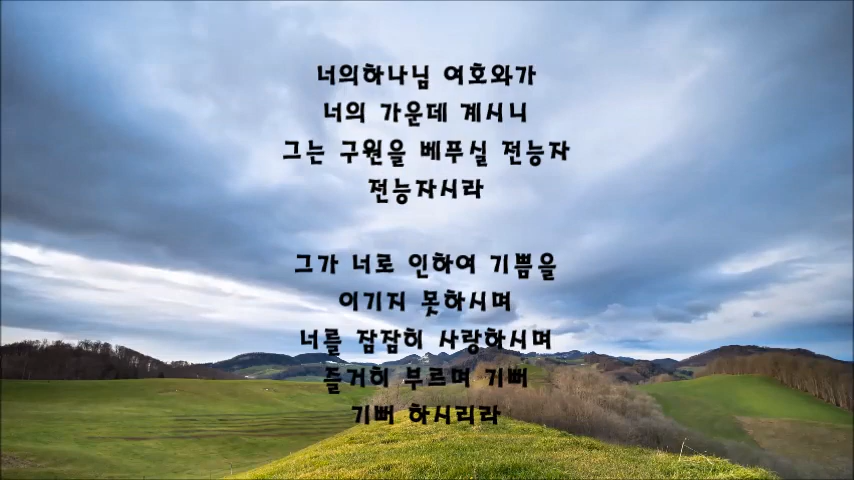 너의하나님 여호와가
너의 가운데 계시니
그는 구원을 베푸실 전능자
전능자시라
그가 너로 인하여 기쁨을
이기지 못하시며
너를 잠잠히 사랑하시며
즐거히 부르며 기뻐
기뻐 하시리라